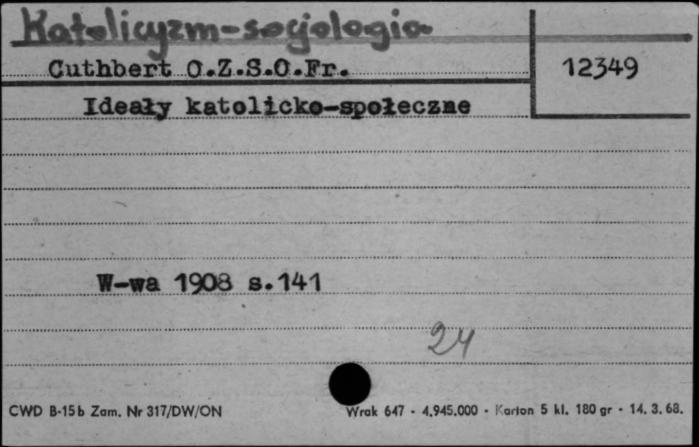 Katolicyzm-socjologia
Cuthbert O.Z.S.O.Fr.
12349
Ideały katolicko-społeczne
W-wa 1908 s.141
24
CWD B-15b Zam. Nr 317/DW/ON
Wrak 647 - 4.945.000 - Karton 5 kl. 180 gr - 14. 3. 68.